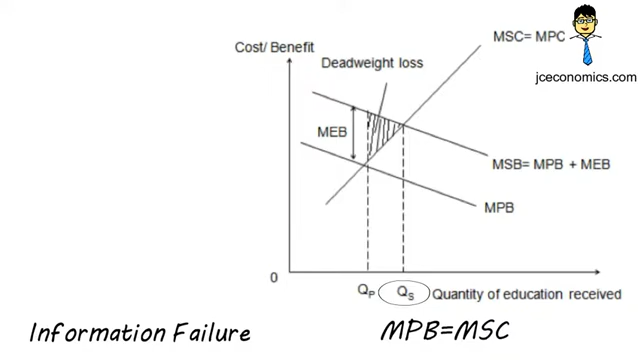 MSC= MPC
Cost/ Benefit
Deadweight loss
jceconomics.com
MEB
MSB= MPB + MEB
MPB
0
QP
QS
Quantity of education received
Information Failure
MPB=MSC